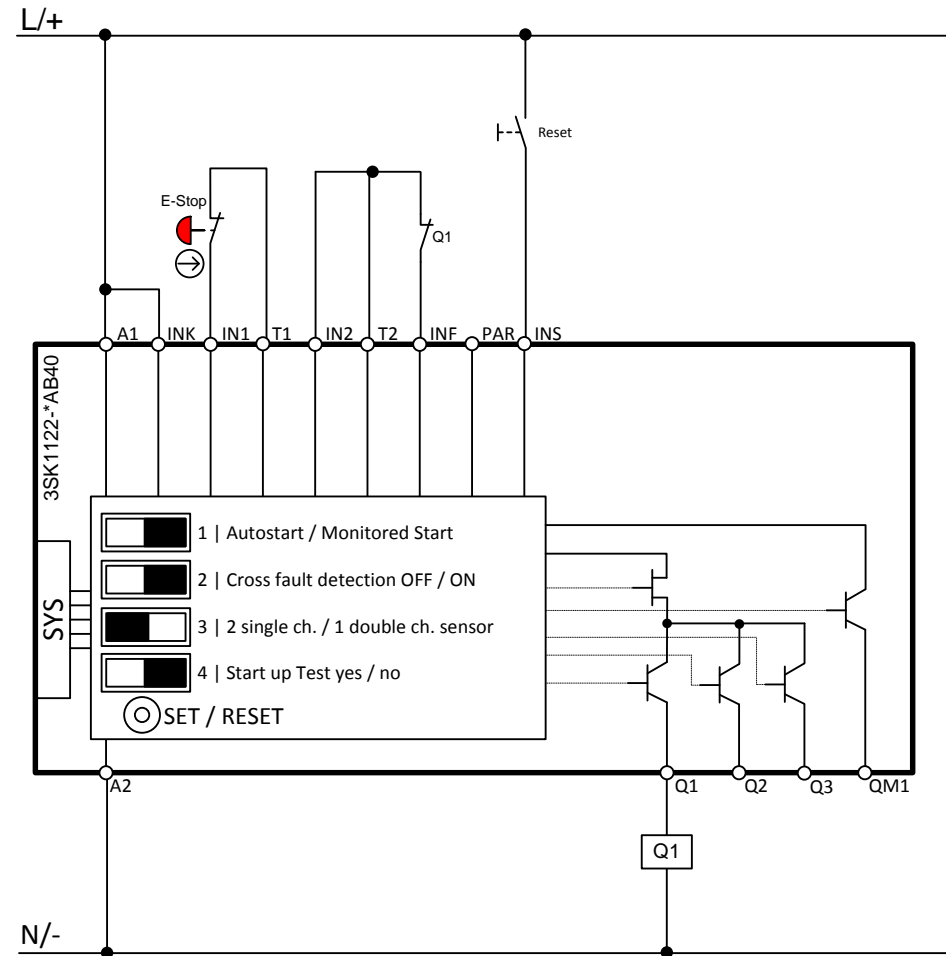 L/+
Reset
E-Stop
Q1
A1 INK IN1 T1 IN2 T2 INF PAR INS
3SK1122-*AB40
1 | Autostart / Monitored Start
2 | Cross fault detection OFF / ON
SYS
3 | 2 single ch. / 1 double ch. sensor
4 | Start up Test yes / no
SET / RESET
A2 Q1 Q2 Q3 QM1
Q1
N/-